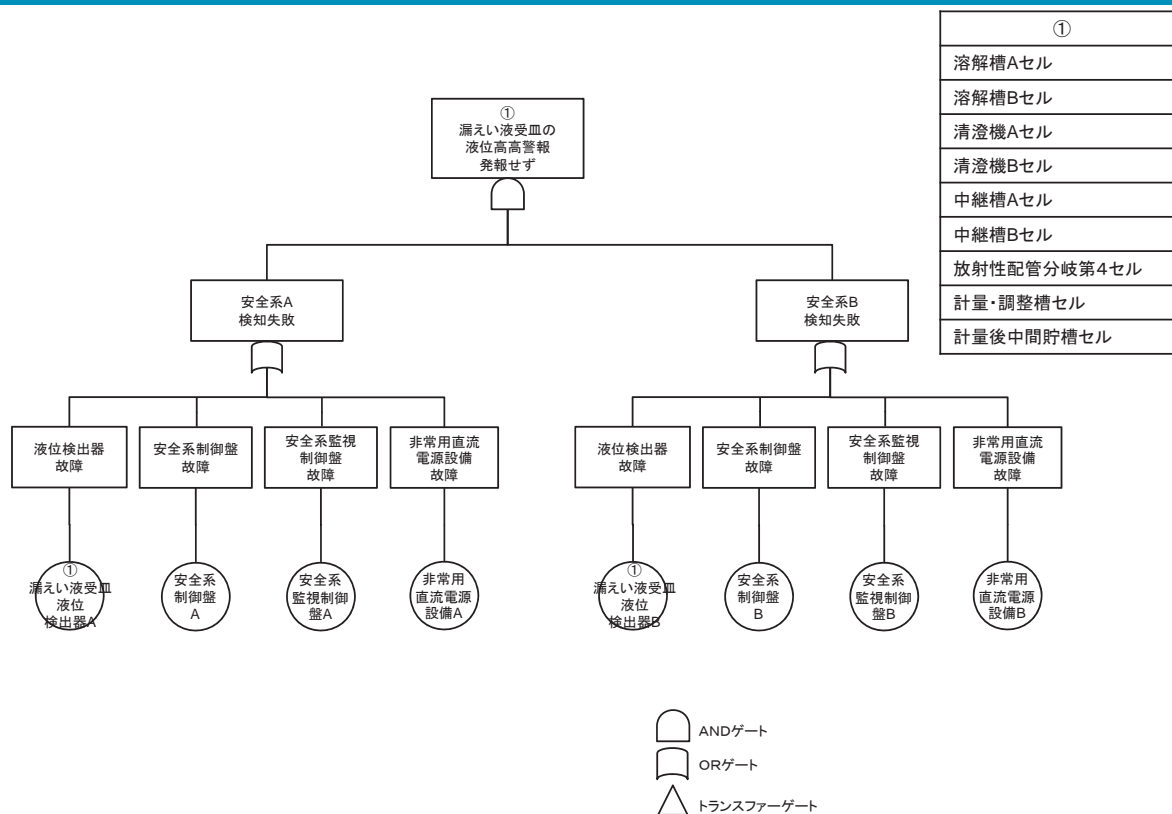 ①
溶解槽Aセル
溶解槽Bセル
清澄機Aセル
清澄機Bセル
中継槽Aセル
中継槽Bセル
放射性配管分岐第4セル
計量・調整槽セル
計量後中間貯槽セル
①
漏えい液受皿の
液位高高警報
発報せず
安全系A
検知失敗
安全系B
検知失敗
液位検出器
故障
安全系制御盤
故障
安全系監視
制御盤
故障
非常用直流
電源設備
故障
液位検出器
故障
安全系制御盤
故障
安全系監視
制御盤
故障
非常用直流
電源設備
故障
①
漏えい液受皿
液位
検出器A
安全系
制御盤
A
安全系
監視制御
盤A
非常用
直流電源
設備A
①
漏えい液受皿
液位
検出器B
安全系
制御盤
B
安全系
監視制御
盤B
非常用
直流電源
設備B
ANDゲート
ORゲート
トランスファーゲート